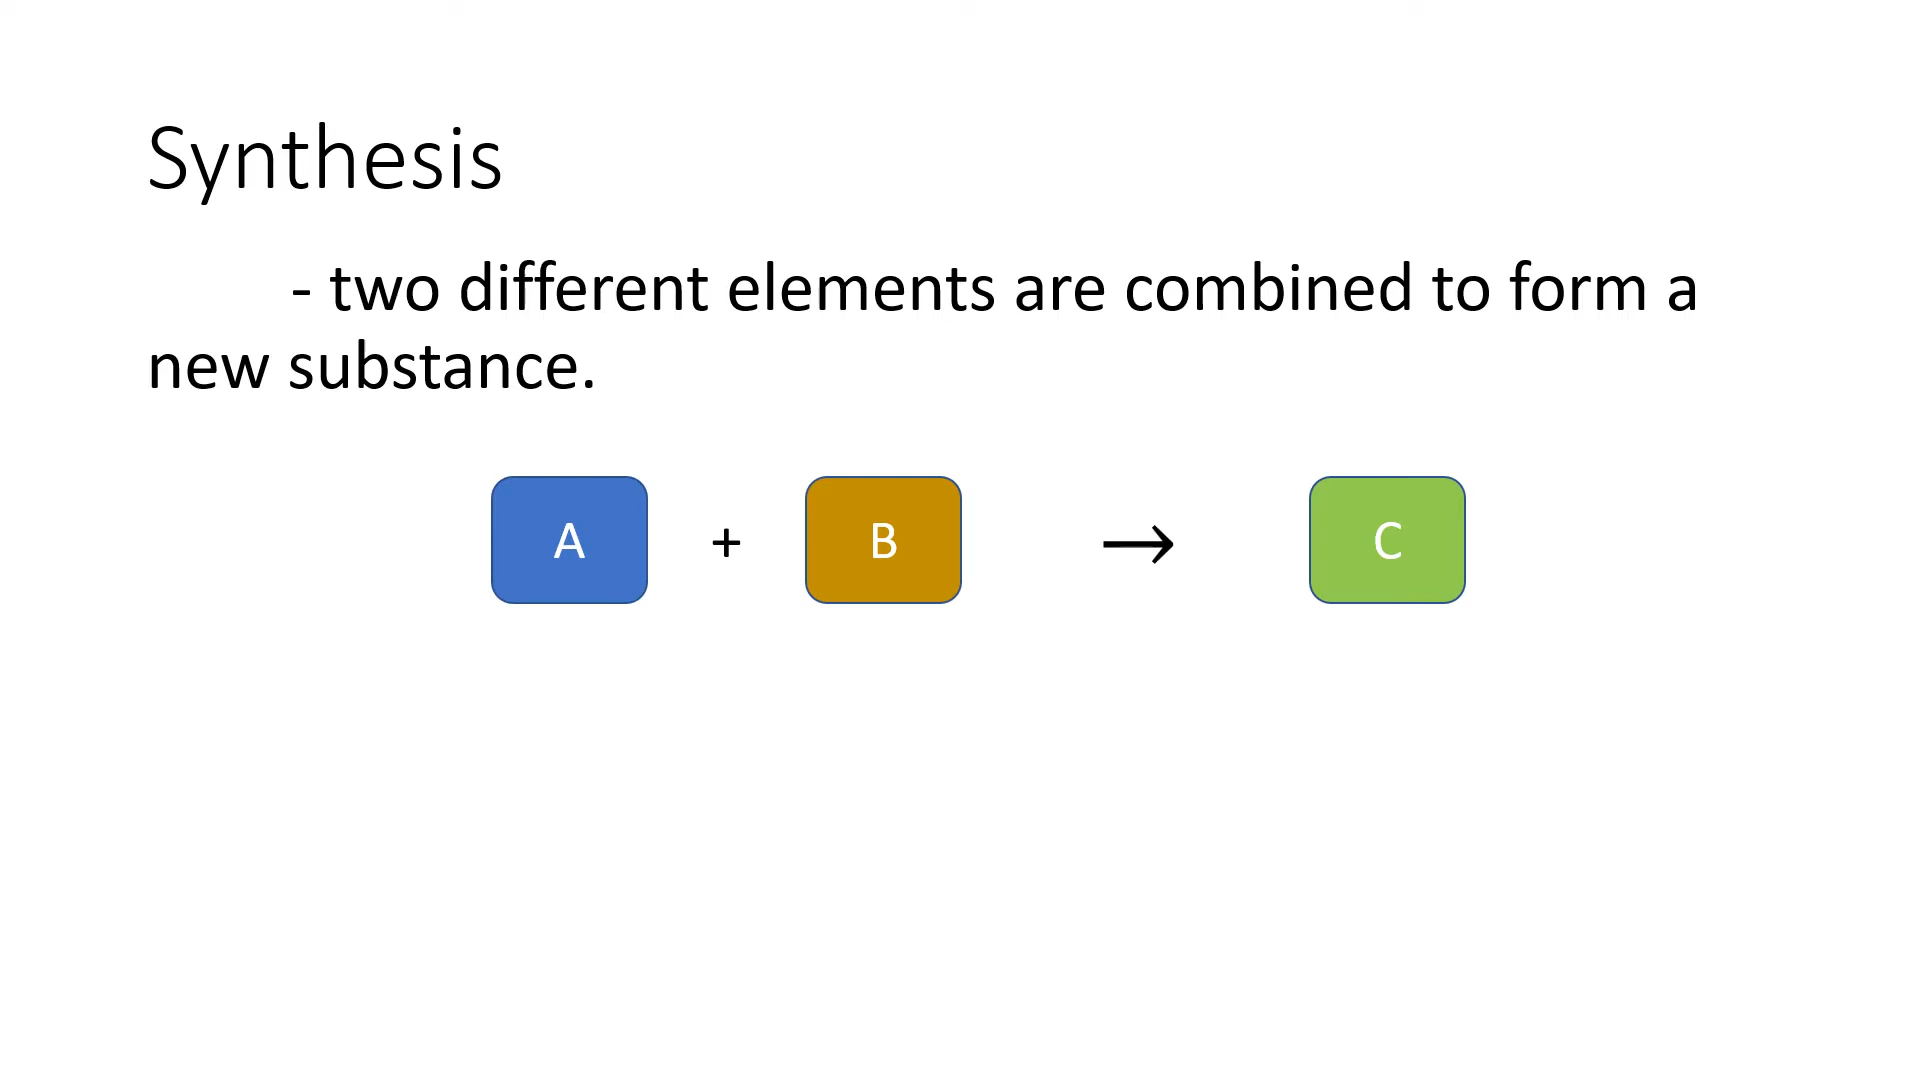 Synthesis
- two different elements are combined to form a
new substance.
A + B → C